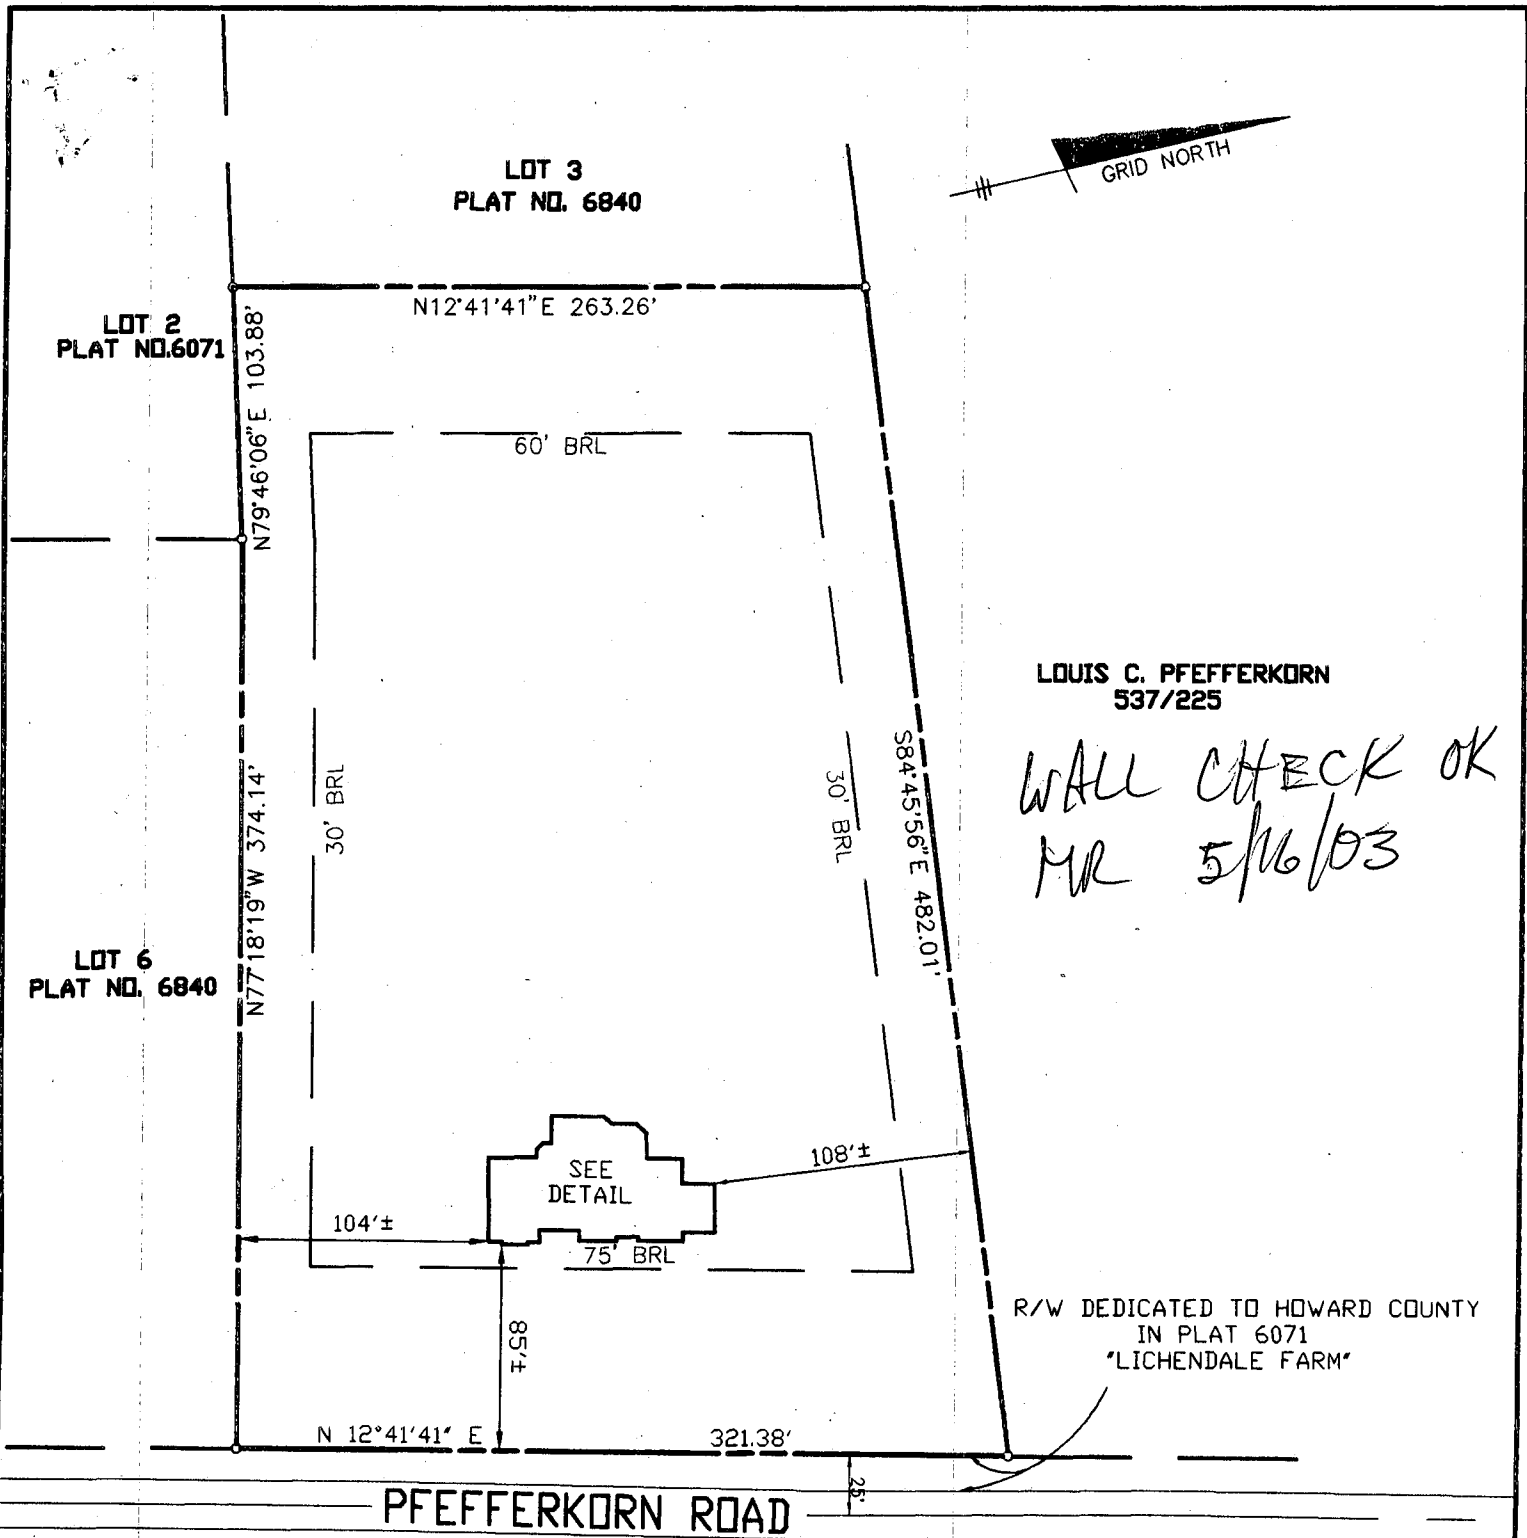 LOT 3
PLAT NO. 6840
GRID NORTH
N12°41'41"E 263.26'
LOT 2
PLAT NO.6071
N79°46'06"E 103.88'
60' BRL
LOUIS C. PFEFFERKORN
537/225
WALL CHECK OK
MR 5/16/03
S84°45'56"E 482.01'
30' BRL
30' BRL
N77°18'19"W 374.14'
LOT 6
PLAT NO. 6840
SEE
DETAIL
108'±
104'±
75' BRL
85'±
R/W DEDICATED TO HOWARD COUNTY
IN PLAT 6071
"LICHENDALE FARM"
N 12°41'41" E 321.38'
25'
PFEFFERKORN ROAD